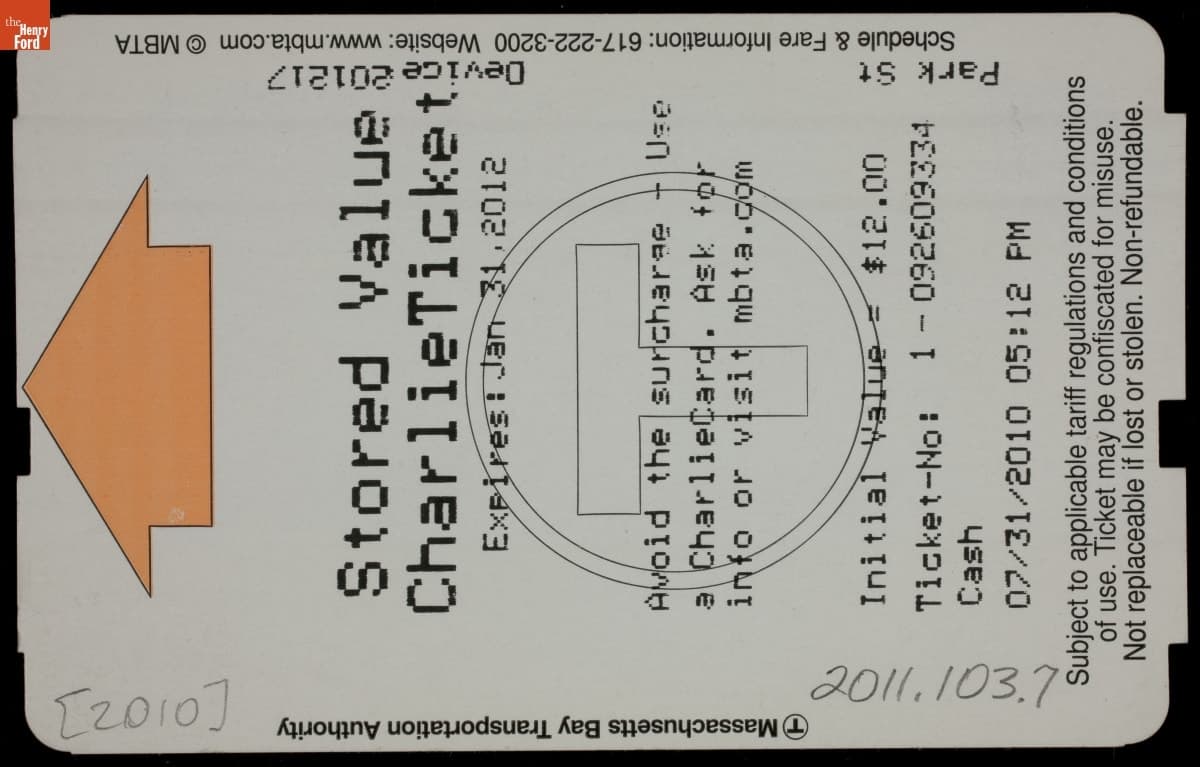 the
Henry
Ford
Schedule & Fare Information: 617-222-3200 Website: www.mbta.com © MBTA
Park St
Device 201217
Stored Value
CharlieTicket
Expires:Jan 31,2012
Avoid the surcharge - Use
a CharlieCard. Ask for
info or visit mbta.com
Initial Value = $12.00
Ticket-No: 1 - 092609334
Cash
07/31/2010 05:12 PM
Subject to applicable tariff regulations and conditions
of use. Ticket may be confiscated for misuse.
Not replaceable if lost or stolen. Non-refundable.
T Massachusetts Bay Transportation Authority
[2010]
2011.103.7